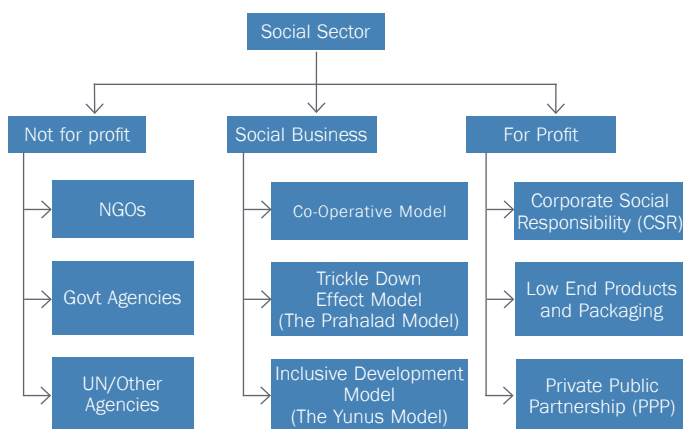 Social Sector
Not for profit
Social Business
For Profit
NGOs
Co-Operative Model
Corporate Social
Responsibility (CSR)
Govt Agencies
Trickle Down
Effect Model
(The Prahalad Model)
Low End Products
and Packaging
UN/Other
Agencies
Inclusive Development
Model
(The Yunus Model)
Private Public
Partnership (PPP)